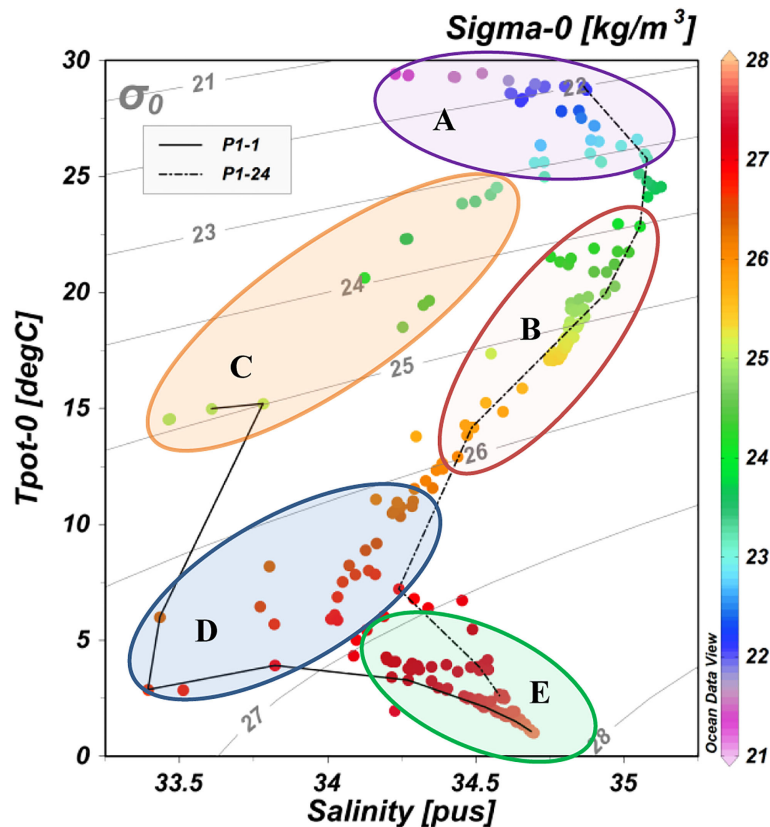 Sigma-0 [kg/m³]
σ₀
P1-1
P1-24
A
B
C
D
E
21
22
23
24
25
26
27
28
30
25
20
15
10
5
0
Tpot-0 [degC]
33.5
34
34.5
35
Salinity [pus]
28
27
26
25
24
23
22
21
Ocean Data View